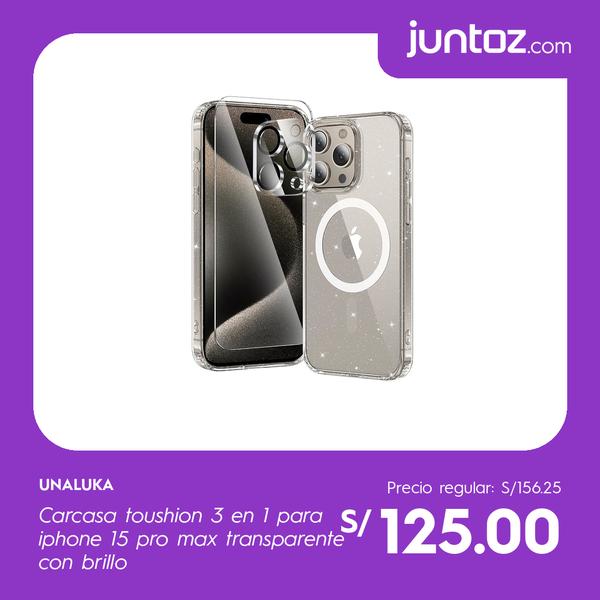 juntoz.com
UNALUKA
Carcasa toushion 3 en 1 para
iphone 15 pro max transparente
con brillo
Precio regular: S/156.25
S/125.00